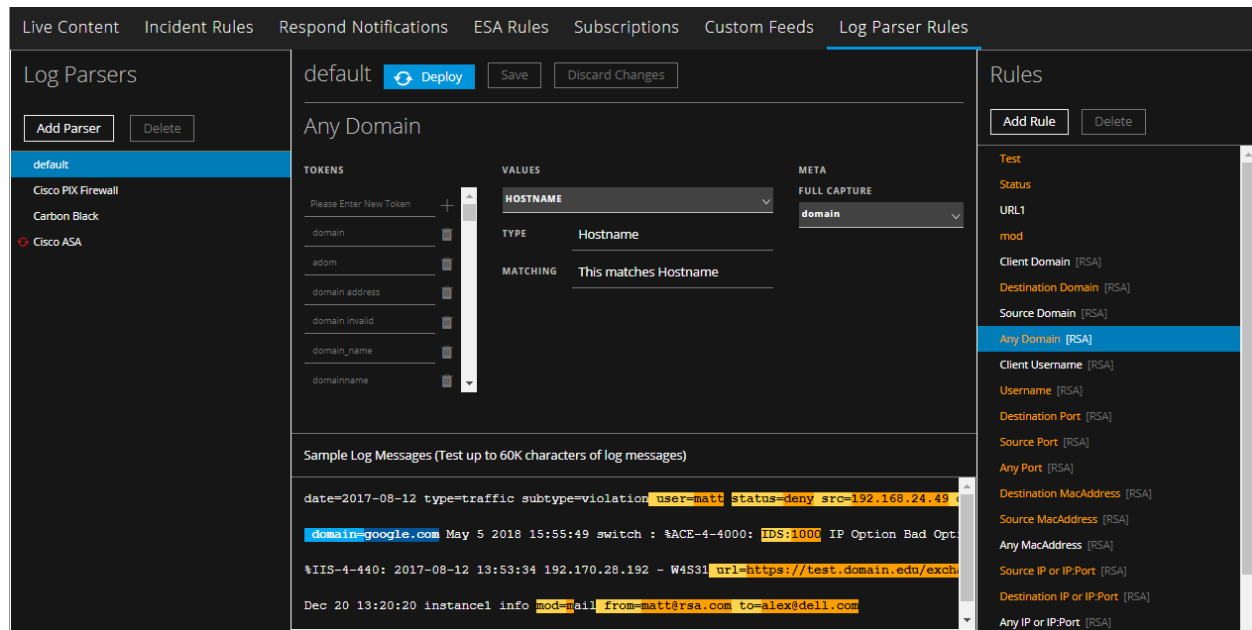 Live Content Incident Rules Respond Notifications ESA Rules Subscriptions Custom Feeds Log Parser Rules
Log Parsers
Add Parser Delete
default
Cisco PIX Firewall
Carbon Black
Cisco ASA
default Deploy Save Discard Changes
Any Domain
TOKENS
Please Enter New Token
domain
adom
domain address
domain invalid
domain_name
domainname
VALUES
HOSTNAME
TYPE Hostname
MATCHING This matches Hostname
META
FULL CAPTURE
domain
Sample Log Messages (Test up to 60K characters of log messages)
date=2017-08-12 type=traffic subtype=violation user=matt status=deny src=192.168.24.49
domain=google.com May 5 2018 15:55:49 switch : %ACE-4-4000: IDS:1000 IP Option Bad Opti
%IIS-4-440: 2017-08-12 13:53:34 192.170.28.192 - W4S31 url=https://test.domain.edu/exch
Dec 20 13:20:20 instance1 info mod=mail from=matt@rsa.com to=alex@dell.com
Rules
Add Rule Delete
Test
Status
URL1
mod
Client Domain [RSA]
Destination Domain [RSA]
Source Domain [RSA]
Any Domain [RSA]
Client Username [RSA]
Username [RSA]
Destination Port [RSA]
Source Port [RSA]
Any Port [RSA]
Destination MacAddress [RSA]
Source MacAddress [RSA]
Any MacAddress [RSA]
Source IP or IP:Port [RSA]
Destination IP or IP:Port [RSA]
Any IP or IP:Port [RSA]